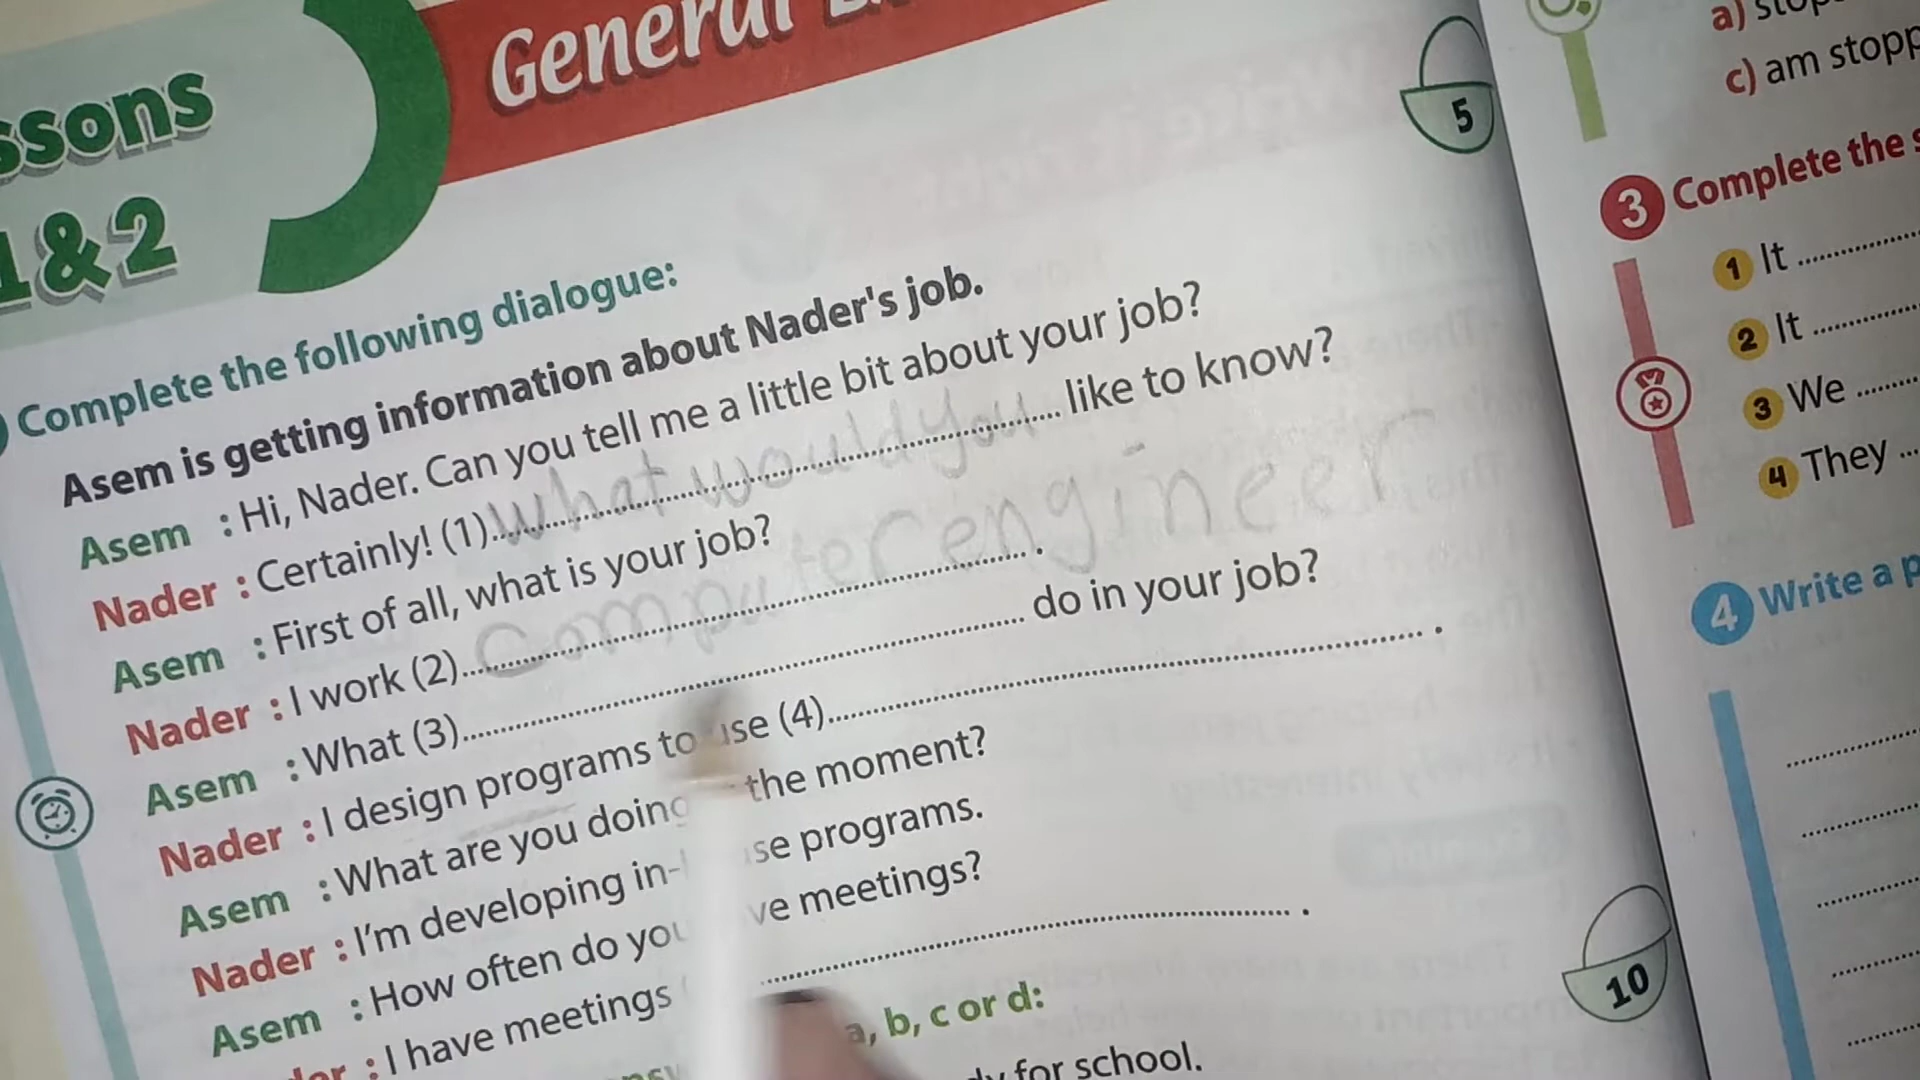 General
5
1&2
Complete the following dialogue:
Asem is getting information about Nader's job.
Asem : Hi, Nader. Can you tell me a little bit about your job?
Nader : Certainly! (1) what would you like to know?
Asem : First of all, what is your job?
Nader : I work (2) computer engineer.
Asem : What (3) do in your job?
Nader : I design programs to use (4) .
Asem : What are you doing the moment?
Nader : I'm developing in- programs.
Asem : How often do you meetings?
: I have meetings .
a, b, c or d:
for school.
10
a)
c) am
3 Complete the
1 It
2 It
3 We
4 They
4 Write a